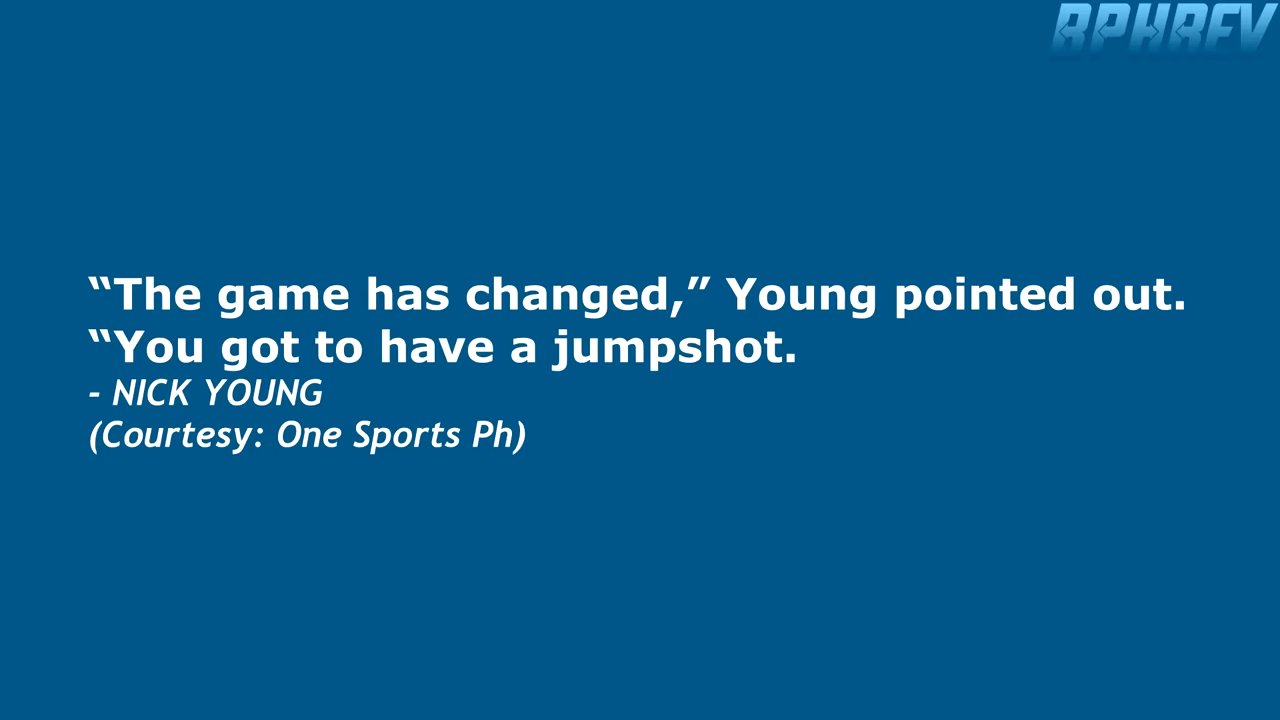 BPHREV
“The game has changed,” Young pointed out.
“You got to have a jumpshot.
- NICK YOUNG
(Courtesy: One Sports Ph)